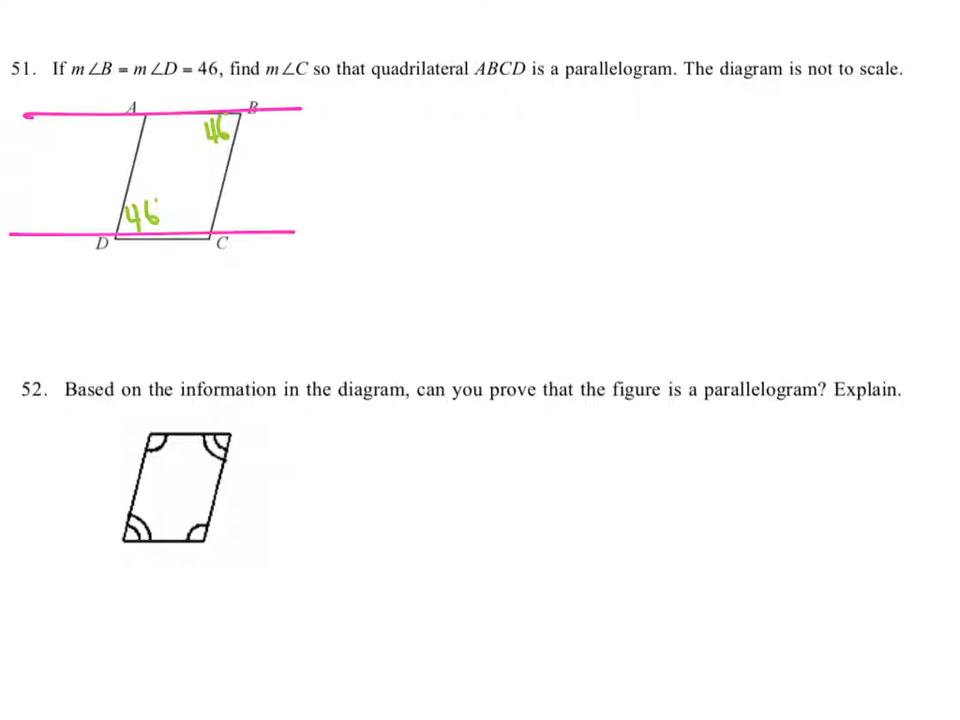 51. If m∠B = m∠D = 46, find m∠C so that quadrilateral ABCD is a parallelogram. The diagram is not to scale.
A B
46
46
D C
52. Based on the information in the diagram, can you prove that the figure is a parallelogram? Explain.